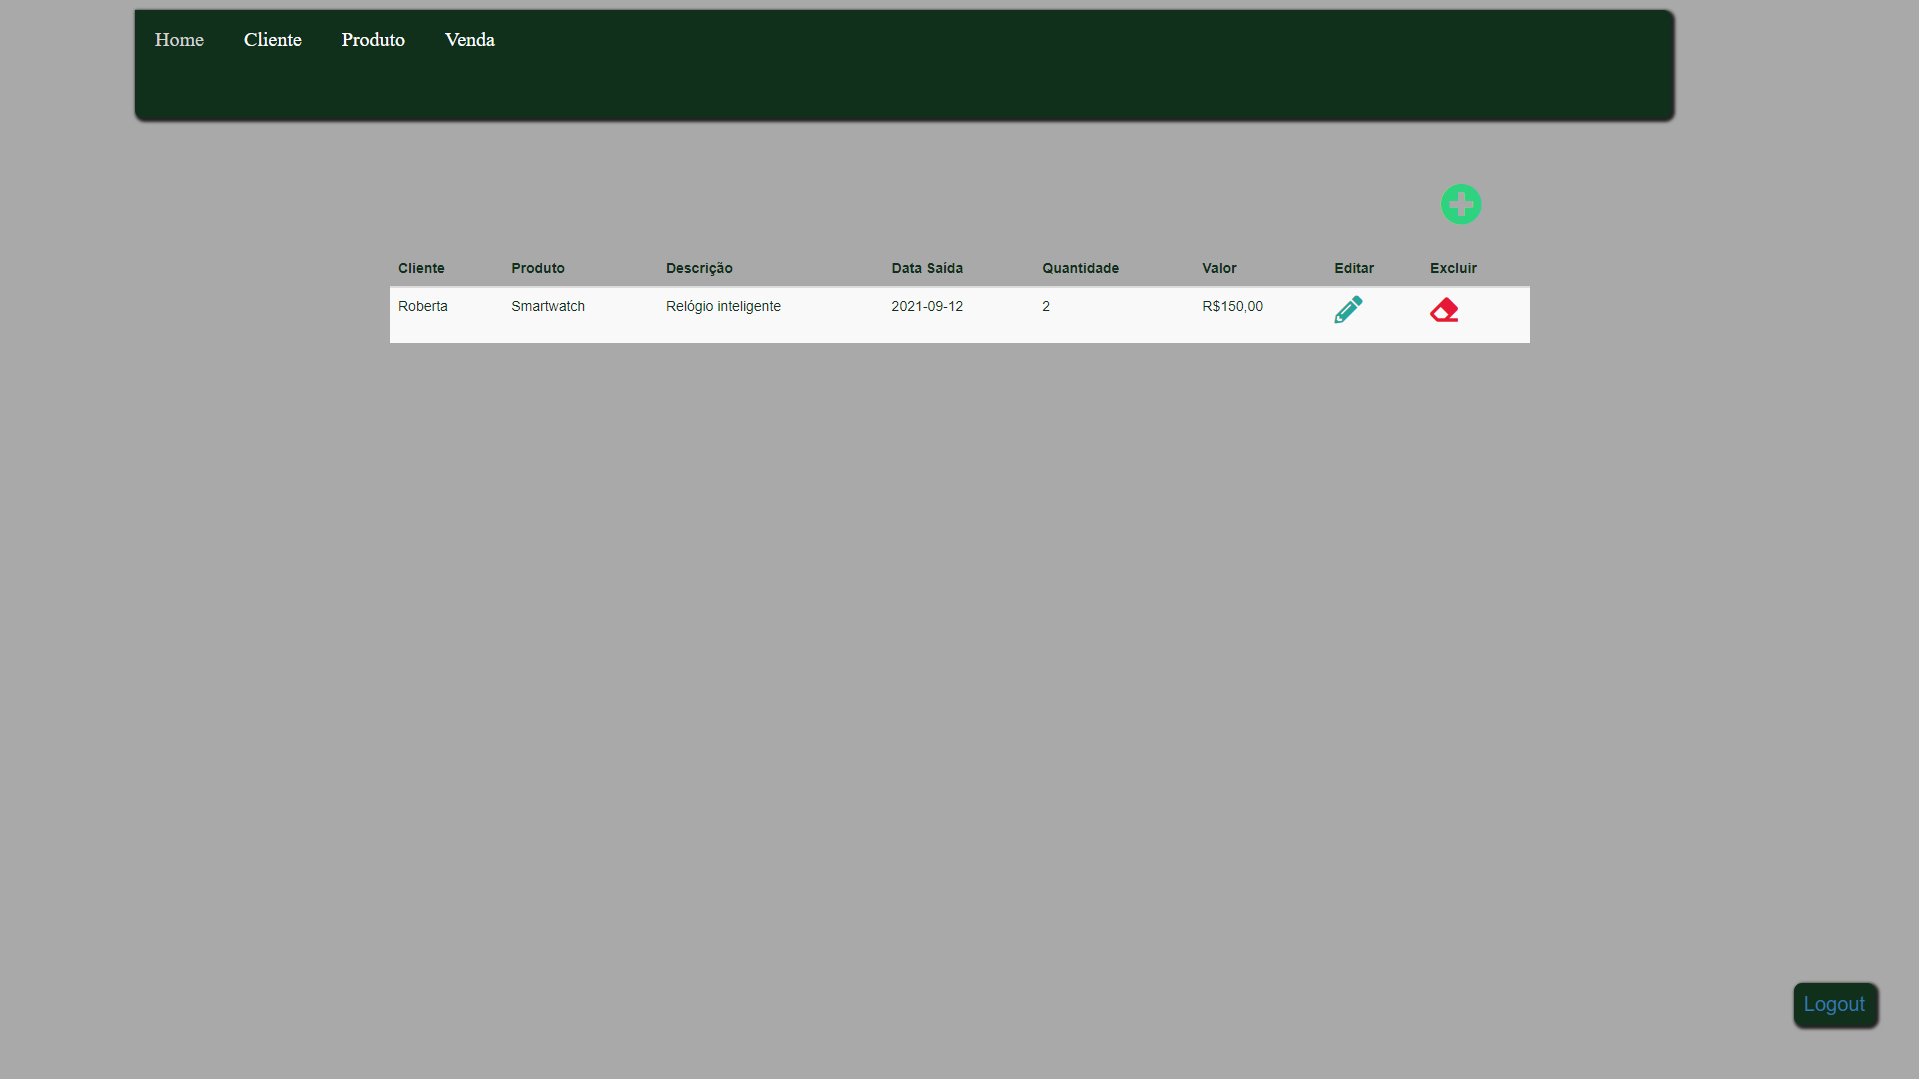 Home Cliente Produto Venda
Cliente Produto Descrição Data Saída Quantidade Valor Editar Excluir
Roberta Smartwatch Relógio inteligente 2021-09-12 2 R$150,00
Logout